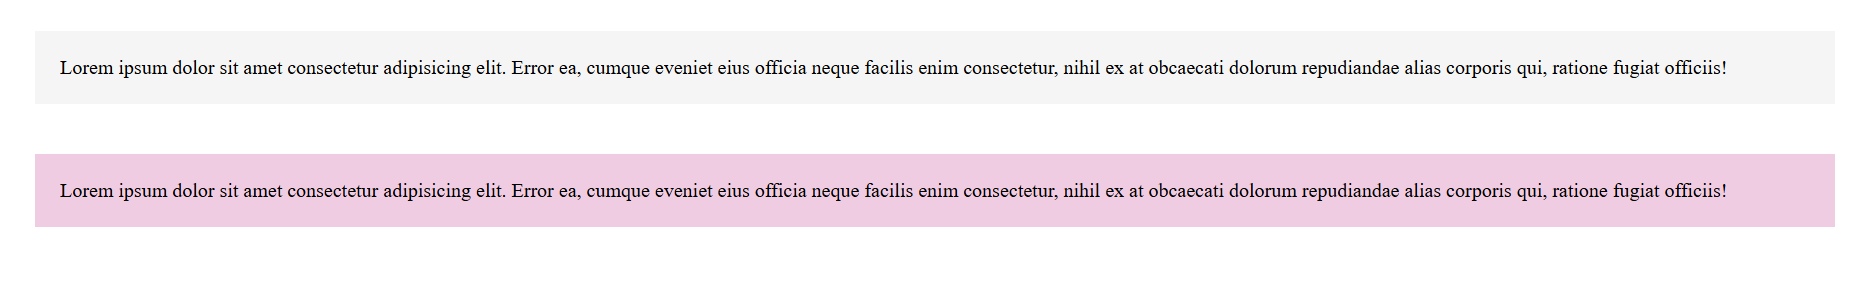 Lorem ipsum dolor sit amet consectetur adipisicing elit. Error ea, cumque eveniet eius officia neque facilis enim consectetur, nihil ex at obcaecati dolorum repudiandae alias corporis qui, ratione fugiat officiis!
Lorem ipsum dolor sit amet consectetur adipisicing elit. Error ea, cumque eveniet eius officia neque facilis enim consectetur, nihil ex at obcaecati dolorum repudiandae alias corporis qui, ratione fugiat officiis!